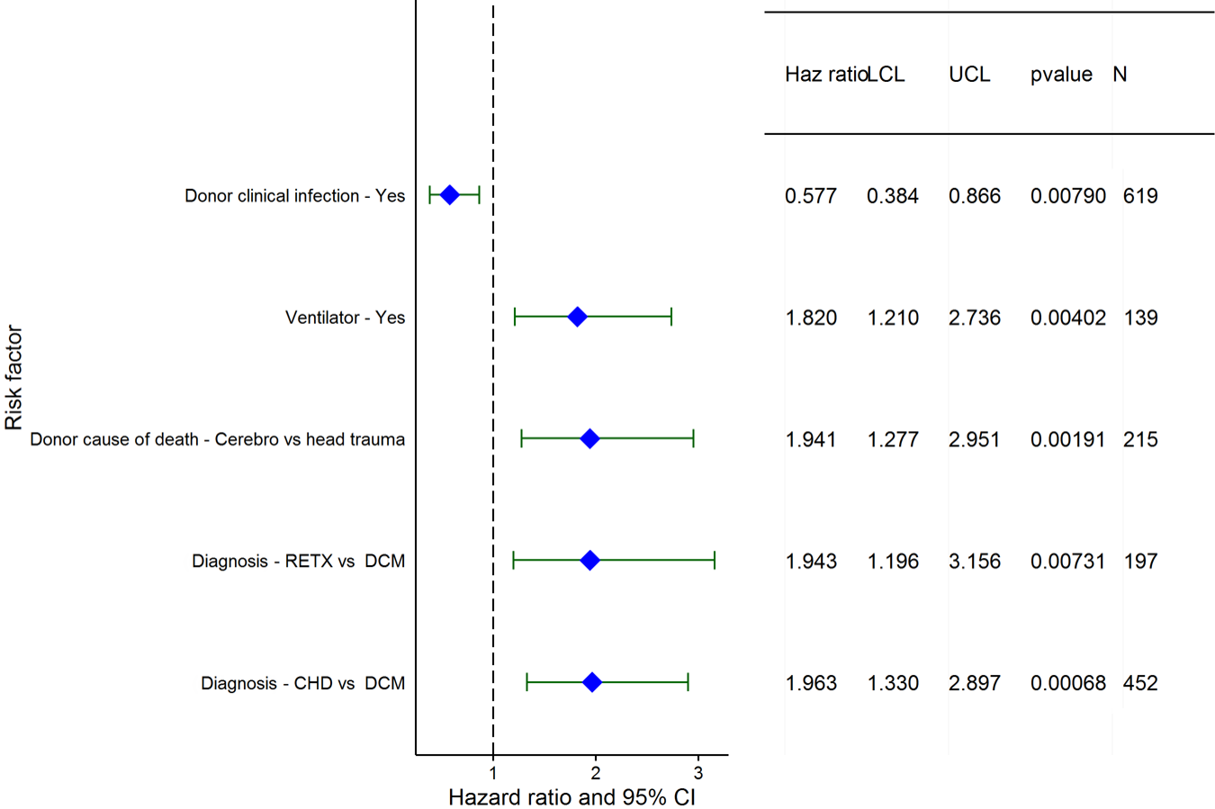 Haz ratioLCL UCL pvalue N
Donor clinical infection - Yes 0.577 0.384 0.866 0.00790 619
Ventilator - Yes 1.820 1.210 2.736 0.00402 139
Risk factor
Donor cause of death - Cerebro vs head trauma 1.941 1.277 2.951 0.00191 215
Diagnosis - RETX vs  DCM 1.943 1.196 3.156 0.00731 197
Diagnosis - CHD vs  DCM 1.963 1.330 2.897 0.00068 452
1 2 3
Hazard ratio and 95% CI